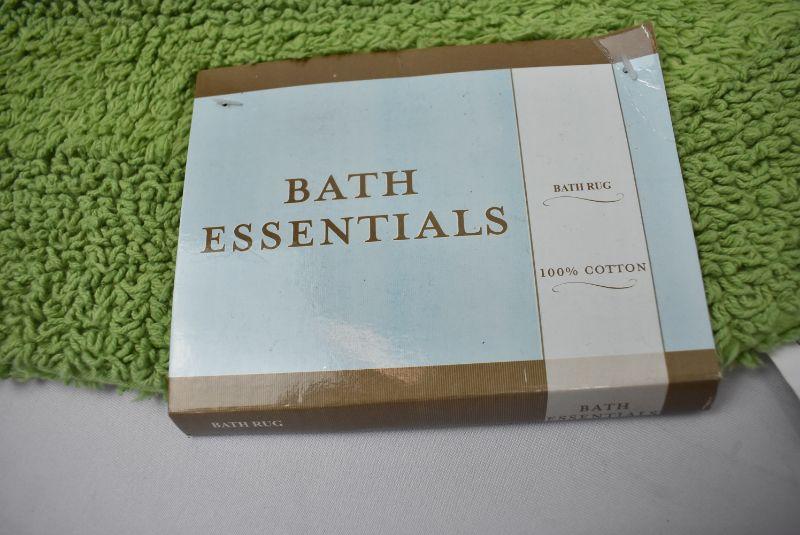 BATH
ESSENTIALS
BATH RUG
100% COTTON
BATH RUG
BATH
ESSENTIALS